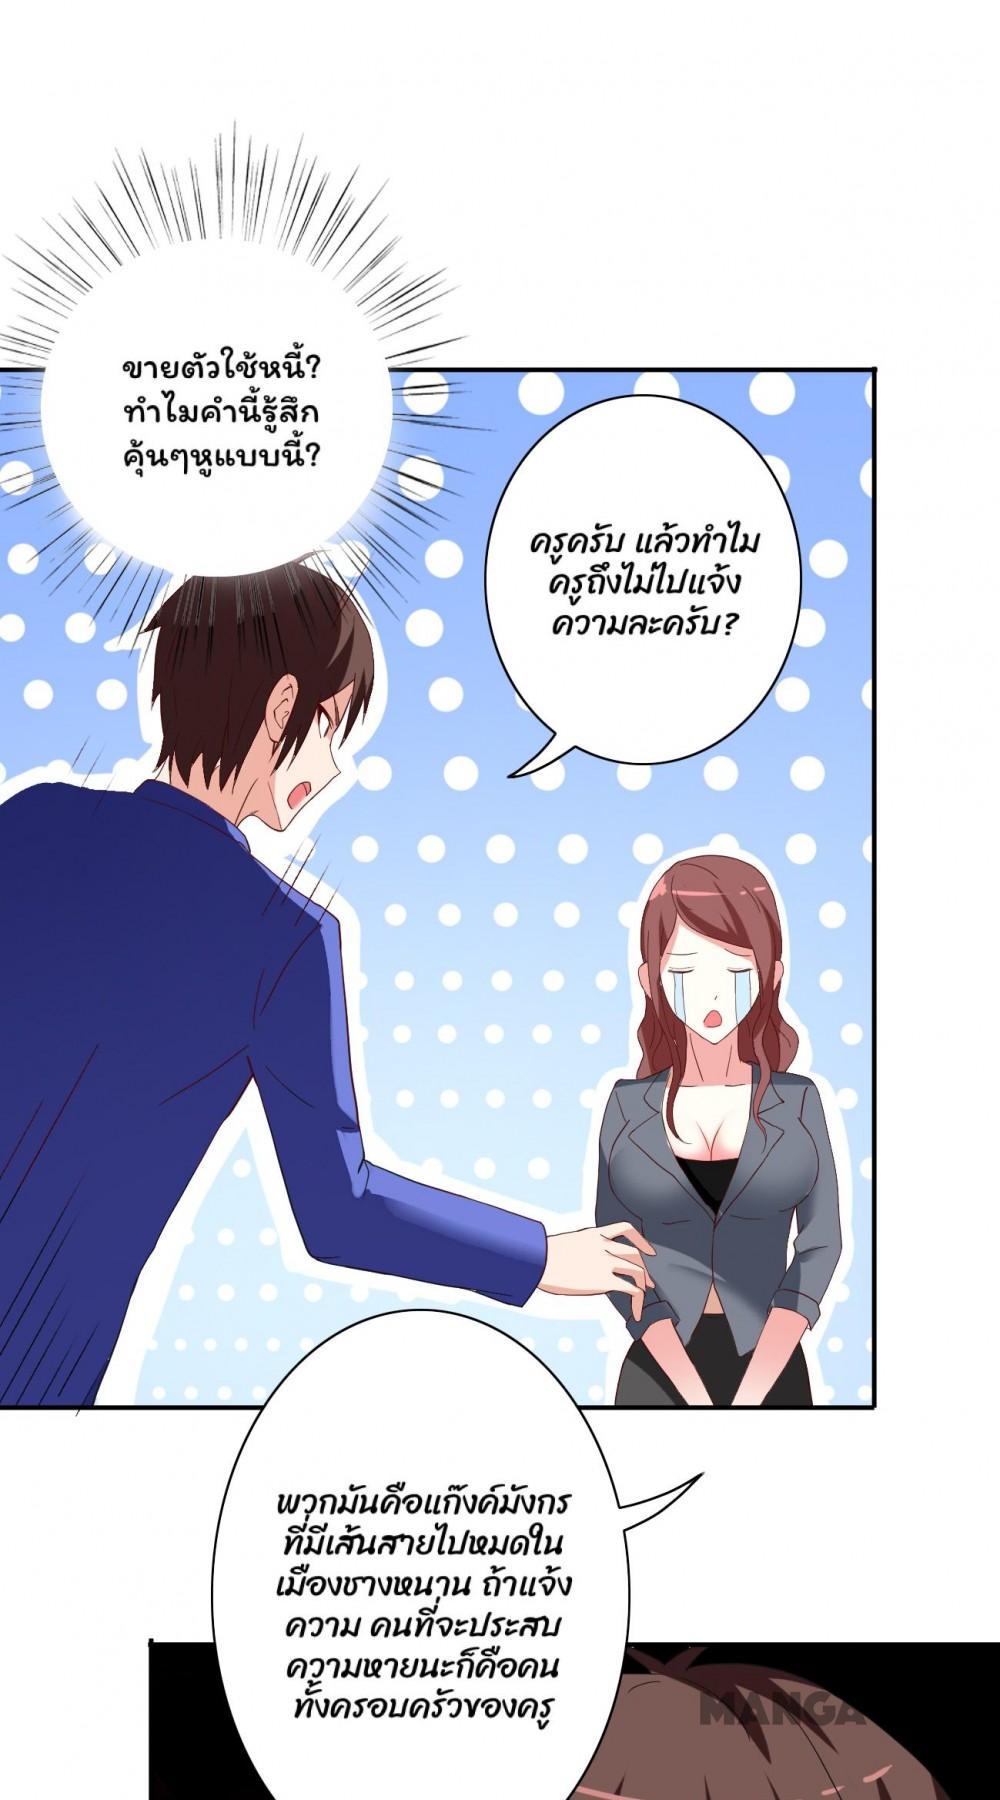 ขายตัวใช้หนี้?
ทำไมคำนี้รู้สึก
คุ้นๆหูแบบนี้?
ครูครับ แล้วทำไม
ครูถึงไม่ไปแจ้ง
ความละครับ?
พวกมันคือแก๊งค์มังกร
ที่มีเส้นสายไปหมดใน
เมืองชางหนาน ถ้าแจ้ง
ความ คนที่จะประสบ
ความหายนะก็คือคน
ทั้งครอบครัวของครู
MANGA